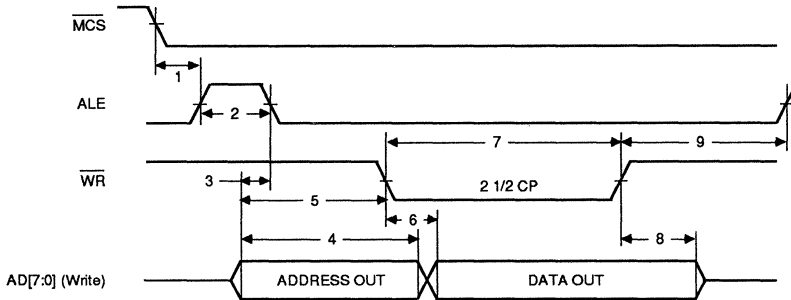 MCS
1
ALE
2
7
9
WR
3
5
2 1/2 CP
6
4
8
AD[7:0] (Write)
ADDRESS OUT
DATA OUT